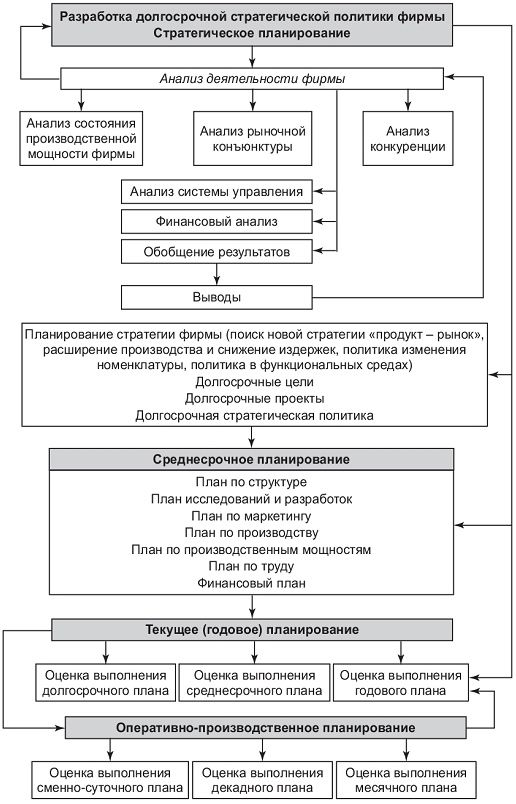 Разработка долгосрочной стратегической политики фирмы
Стратегическое планирование
Анализ деятельности фирмы
Анализ состояния
производственной
мощности фирмы
Анализ рыночной
конъюнктуры
Анализ
конкуренции
Анализ системы управления
Финансовый анализ
Обобщение результатов
Выводы
Планирование стратегии фирмы (поиск новой стратегии «продукт – рынок»,
расширение производства и снижение издержек, политика изменения
номенклатуры, политика в функциональных средах)
Долгосрочные цели
Долгосрочные проекты
Долгосрочная стратегическая политика
Среднесрочное планирование
План по структуре
План исследований и разработок
План по маркетингу
План по производству
План по производственным мощностям
План по труду
Финансовый план
Текущее (годовое) планирование
Оценка выполнения
долгосрочного плана
Оценка выполнения
среднесрочного плана
Оценка выполнения
годового плана
Оперативно-производственное планирование
Оценка выполнения
сменно-суточного плана
Оценка выполнения
декадного плана
Оценка выполнения
месячного плана